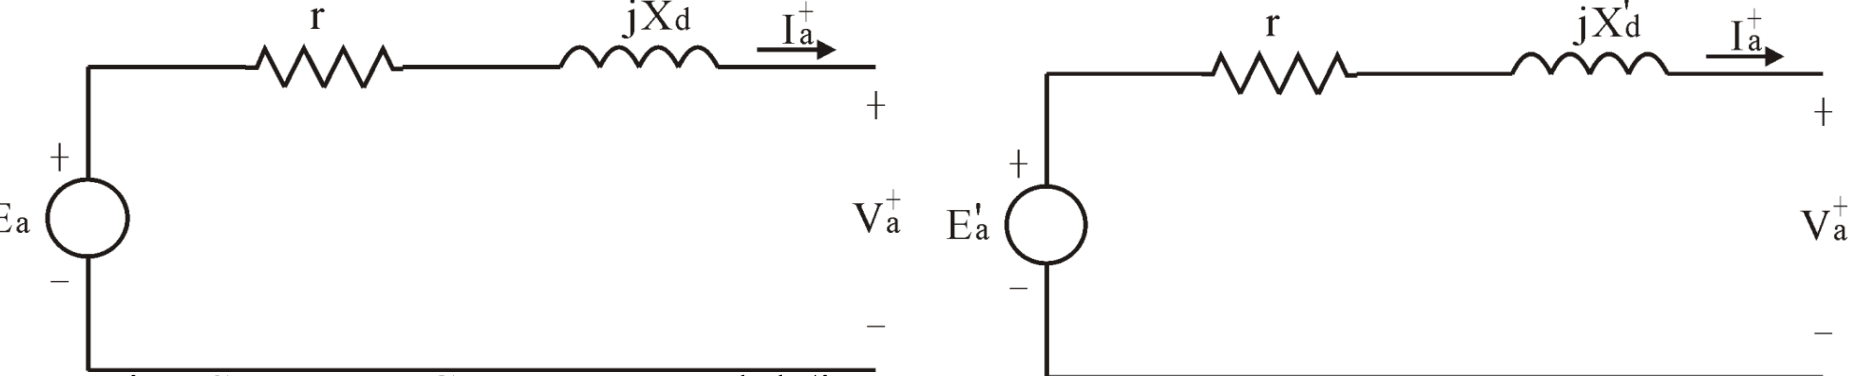 r jXd Ia+ r jX'd Ia+
+ +
+ +
Ea Va+ E'a Va+
− −
− −